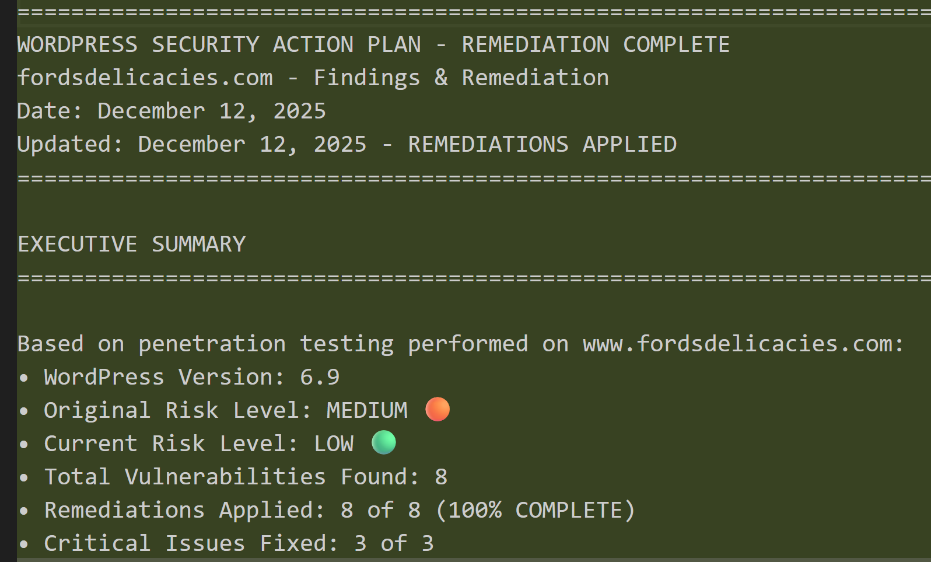 =====================================================================
WORDPRESS SECURITY ACTION PLAN - REMEDIATION COMPLETE
fordsdelicacies.com - Findings & Remediation
Date: December 12, 2025
Updated: December 12, 2025 - REMEDIATIONS APPLIED
=====================================================================
EXECUTIVE SUMMARY
=====================================================================
Based on penetration testing performed on www.fordsdelicacies.com:
• WordPress Version: 6.9
• Original Risk Level: MEDIUM 🟠
• Current Risk Level: LOW 🟢
• Total Vulnerabilities Found: 8
• Remediations Applied: 8 of 8 (100% COMPLETE)
• Critical Issues Fixed: 3 of 3